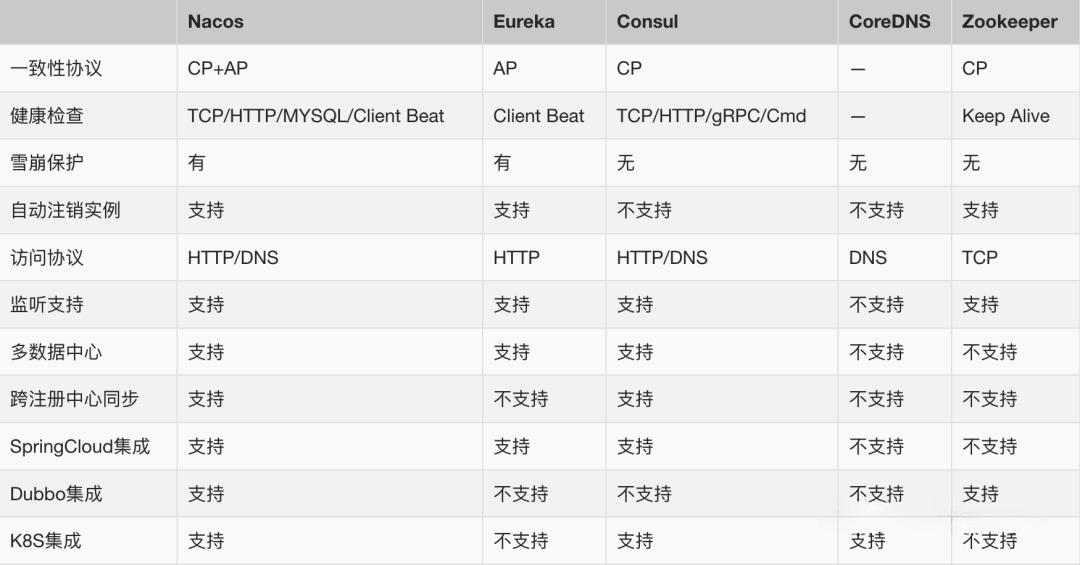 Nacos Eureka Consul CoreDNS Zookeeper
一致性协议 CP+AP AP CP — CP
健康检查 TCP/HTTP/MYSQL/Client Beat Client Beat TCP/HTTP/gRPC/Cmd — Keep Alive
雪崩保护 有 有 无 无 无
自动注销实例 支持 支持 不支持 不支持 支持
访问协议 HTTP/DNS HTTP HTTP/DNS DNS TCP
监听支持 支持 支持 支持 不支持 支持
多数据中心 支持 支持 支持 不支持 不支持
跨注册中心同步 支持 不支持 支持 不支持 不支持
SpringCloud集成 支持 支持 支持 不支持 不支持
Dubbo集成 支持 不支持 不支持 不支持 支持
K8S集成 支持 不支持 支持 支持 不支持